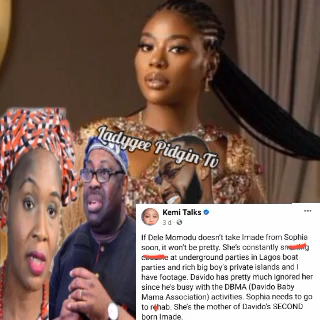 Ladygee Pidgin Tv
Kemi Talks
3 d
If Dele Momodu doesn't take Imade from Sophia
soon, it won't be pretty. She's constantly
at underground parties in Lagos boat
parties and rich big boy's private islands and I
have footage. Davido has pretty much ignored her
since he's busy with the DBMA (Davido Baby
Mama Association) activities. Sophia needs to go
to rehab. She's the mother of Davido's SECOND
born Imade.